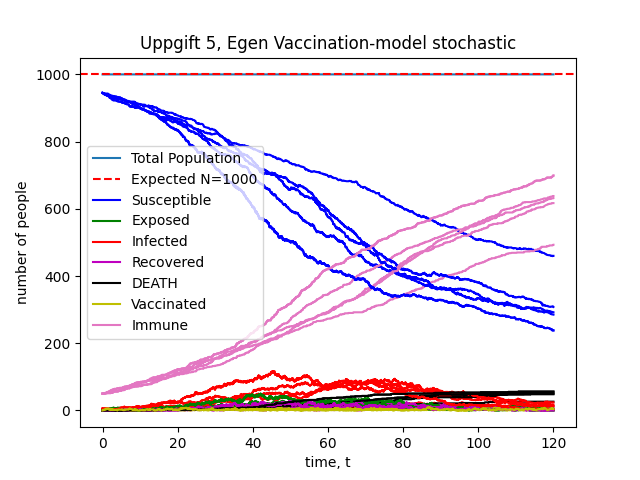 Uppgift 5, Egen Vaccination-model stochastic
1000
800
600
400
200
0
number of people
Total Population
Expected N=1000
Susceptible
Exposed
Infected
Recovered
DEATH
Vaccinated
Immune
0 20 40 60 80 100 120
time, t